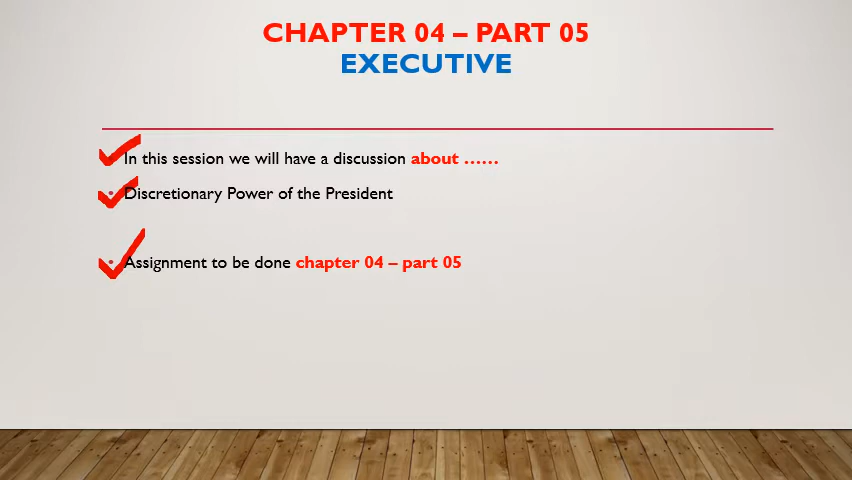 CHAPTER 04 – PART 05
EXECUTIVE
In this session we will have a discussion about ……
• Discretionary Power of the President
• Assignment to be done chapter 04 – part 05